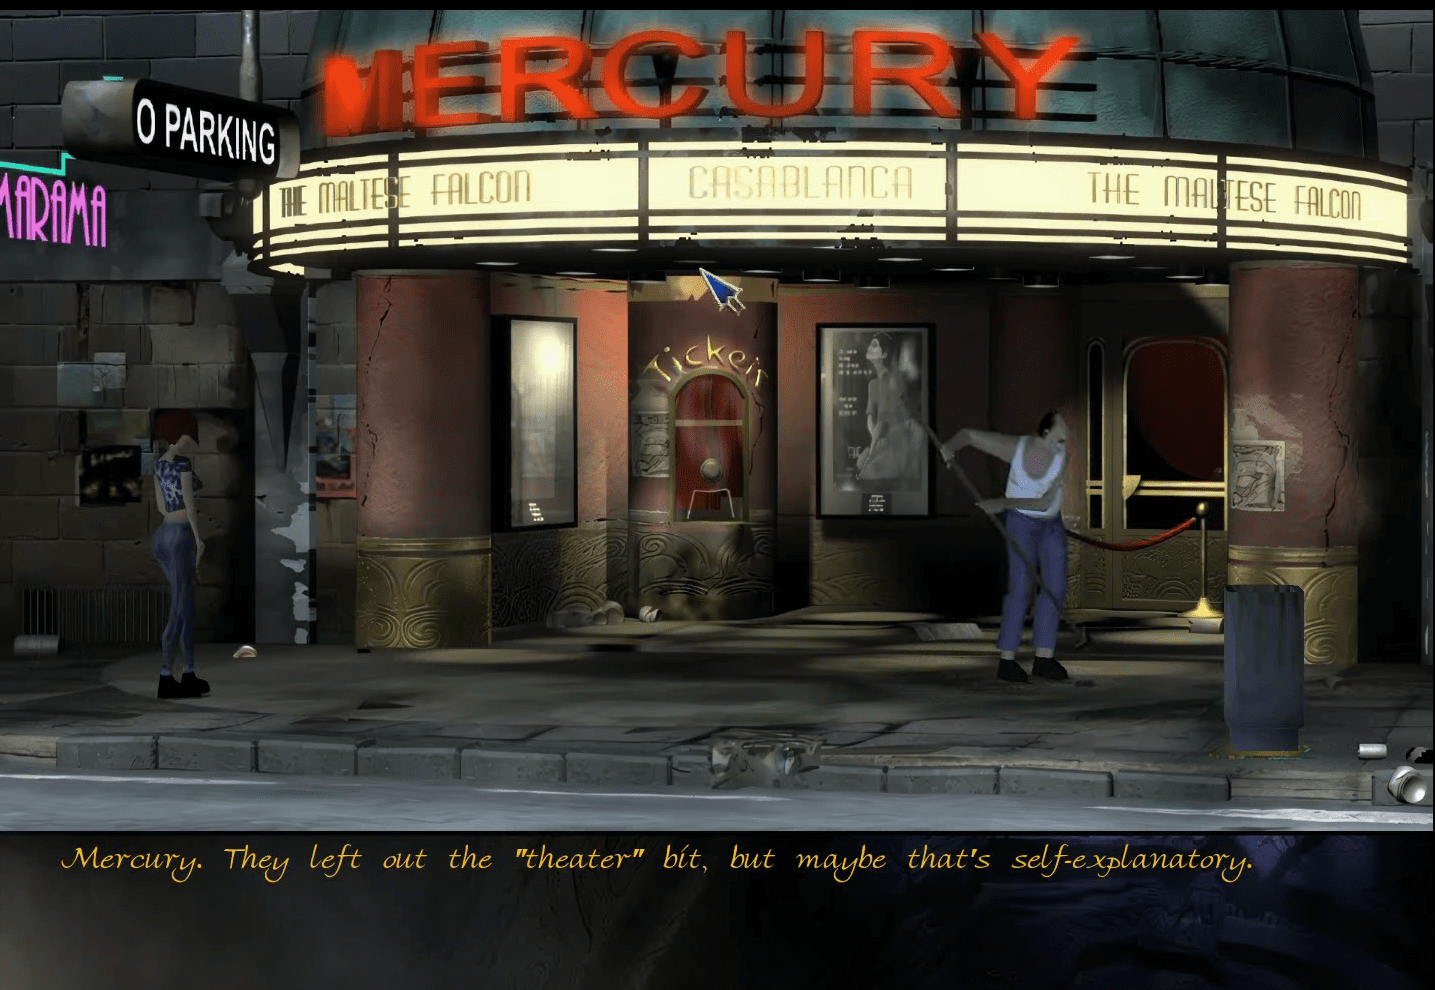 MERCURY
O PARKING
MARAMA
THE MALTESE FALCON
CASABLANCA
THE MALTESE FALCON
Tickets
Mercury. They left out the "theater" bit, but maybe that's self-explanatory.